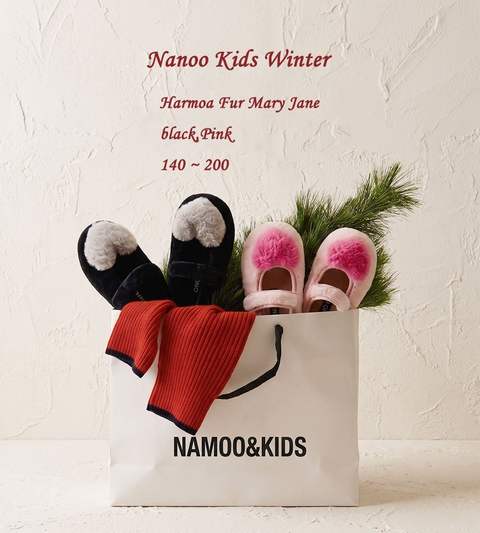 Nanoo Kids Winter
Harmoa Fur Mary Jane
black,Pink
140 ~ 200
NAMOO&KIDS